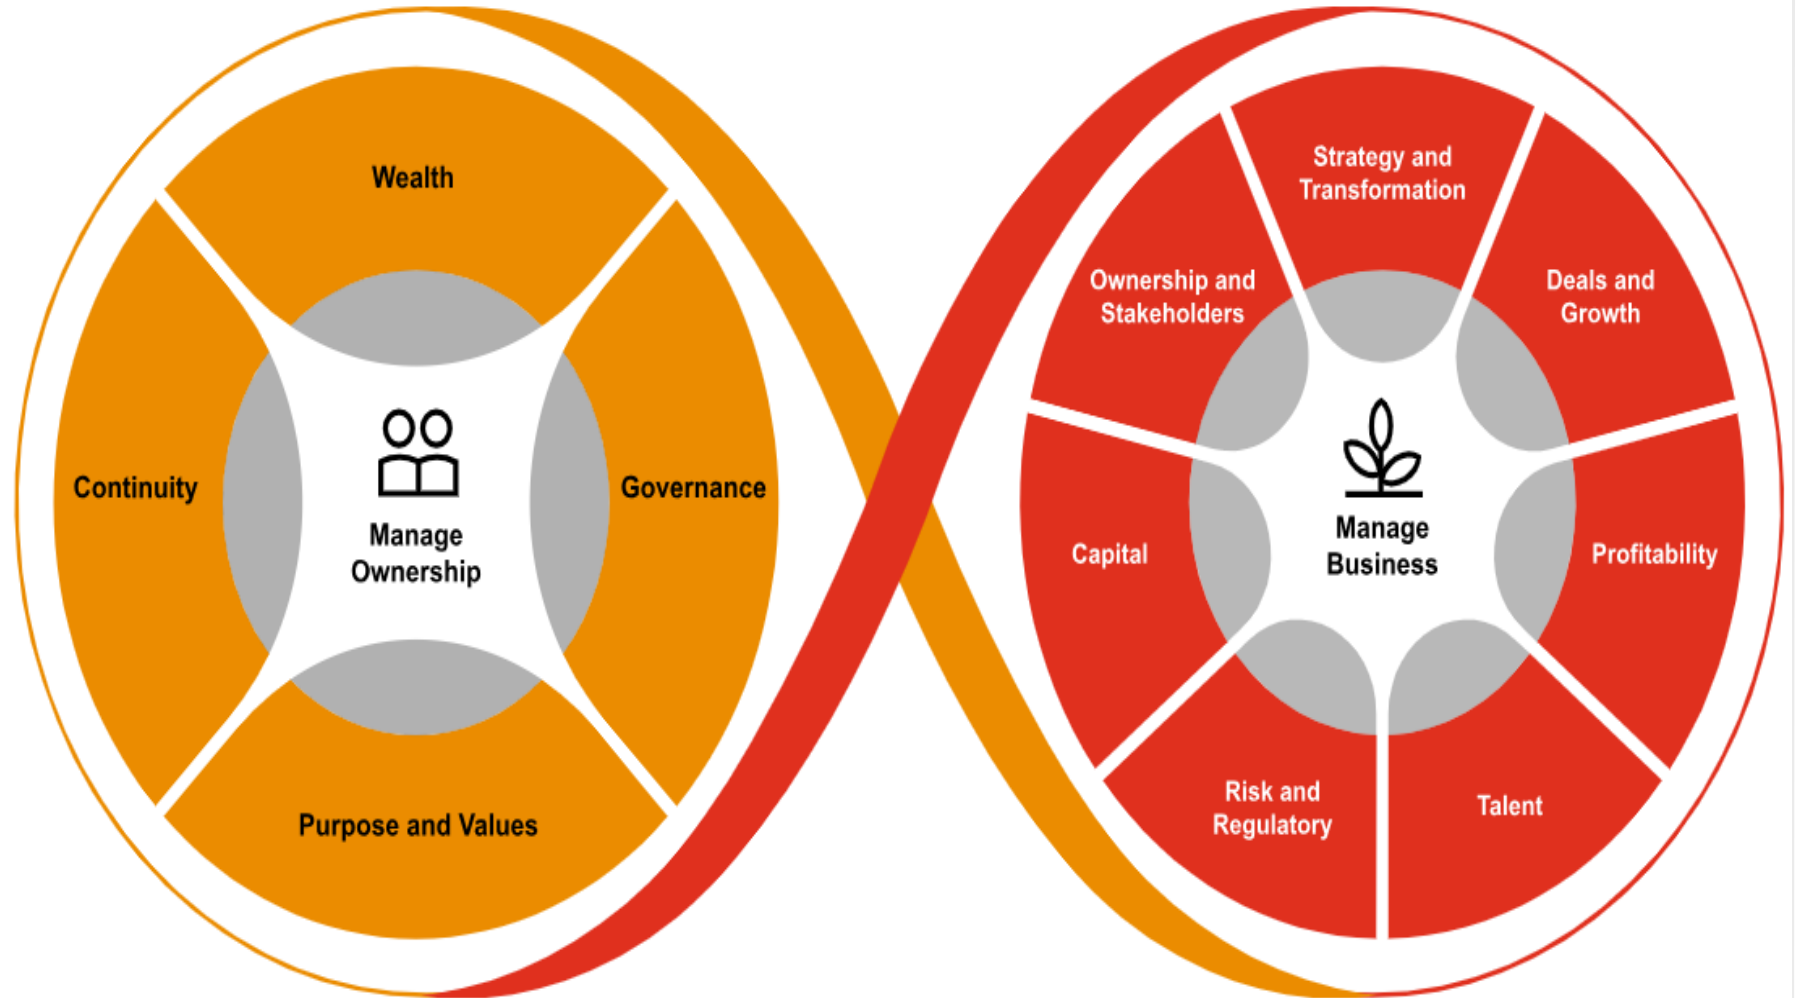 Wealth
Continuity
Governance
Manage
Ownership
Purpose and Values
Strategy and
Transformation
Ownership and
Stakeholders
Deals and
Growth
Capital
Manage
Business
Profitability
Risk and
Regulatory
Talent